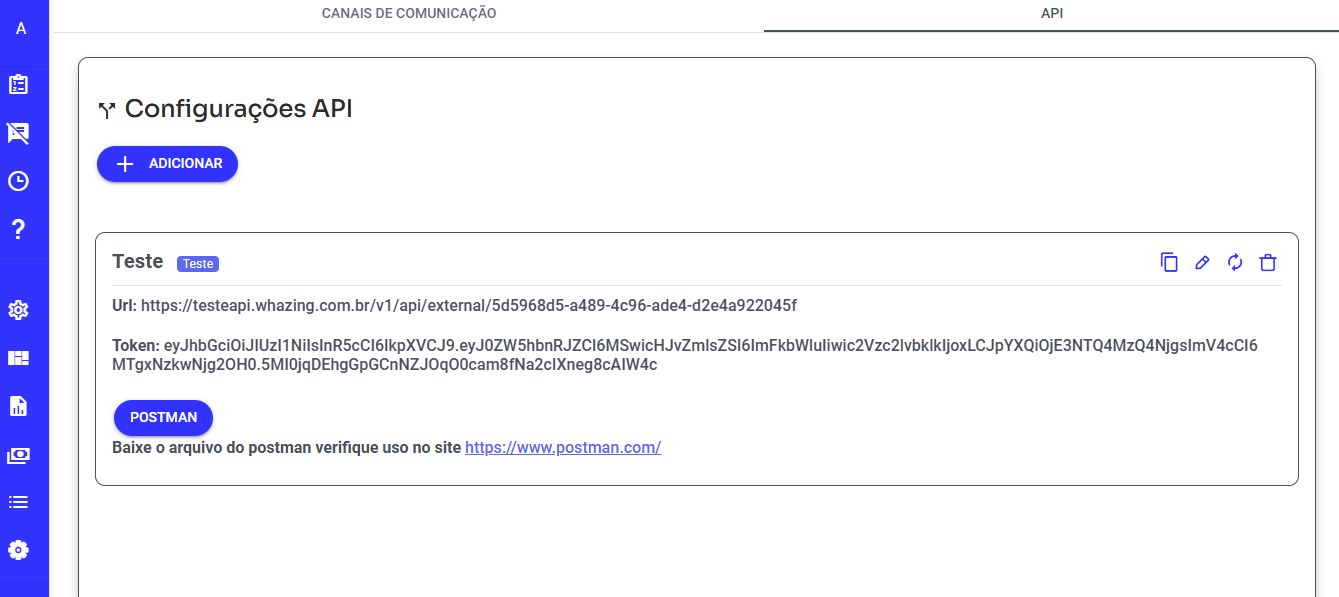 CANAIS DE COMUNICAÇÃO
API
A
Configurações API
ADICIONAR
Teste Teste
Url: https://testeapi.whazing.com.br/v1/api/external/5d5968d5-a489-4c96-ade4-d2e4a922045f
Token: eyJhbGciOiJIUzI1NiIsInR5cCI6IkpXVCJ9.eyJ0ZW5hbnRJZCI6MSwicHJvZmlsZSI6ImFkbWluIiwic2Vzc2lvbklkIjoxLCJpYXQiOjE3NTQ4MzQ4NjgsImV4cCI6
MTgxNzkwNjg2OH0.5MI0jqDEhgGpGCnNZJOqO0cam8fNa2cIXneg8cAIW4c
POSTMAN
Baixe o arquivo do postman verifique uso no site https://www.postman.com/